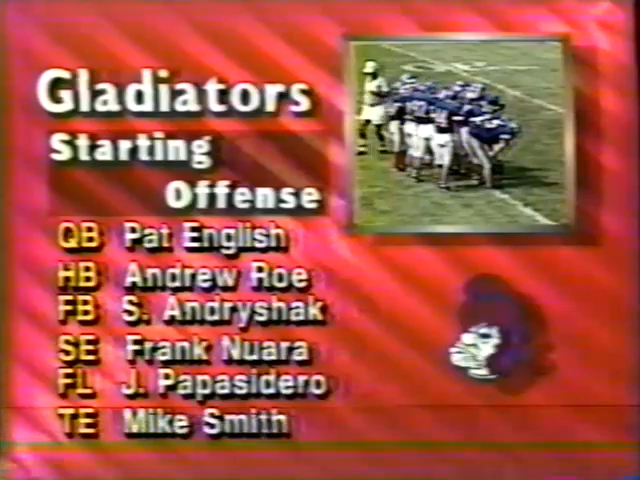 Gladiators
Starting
Offense
QB Pat English
HB Andrew Roe
FB S. Andryshak
SE Frank Nuara
FL J. Papasidero
TE Mike Smith